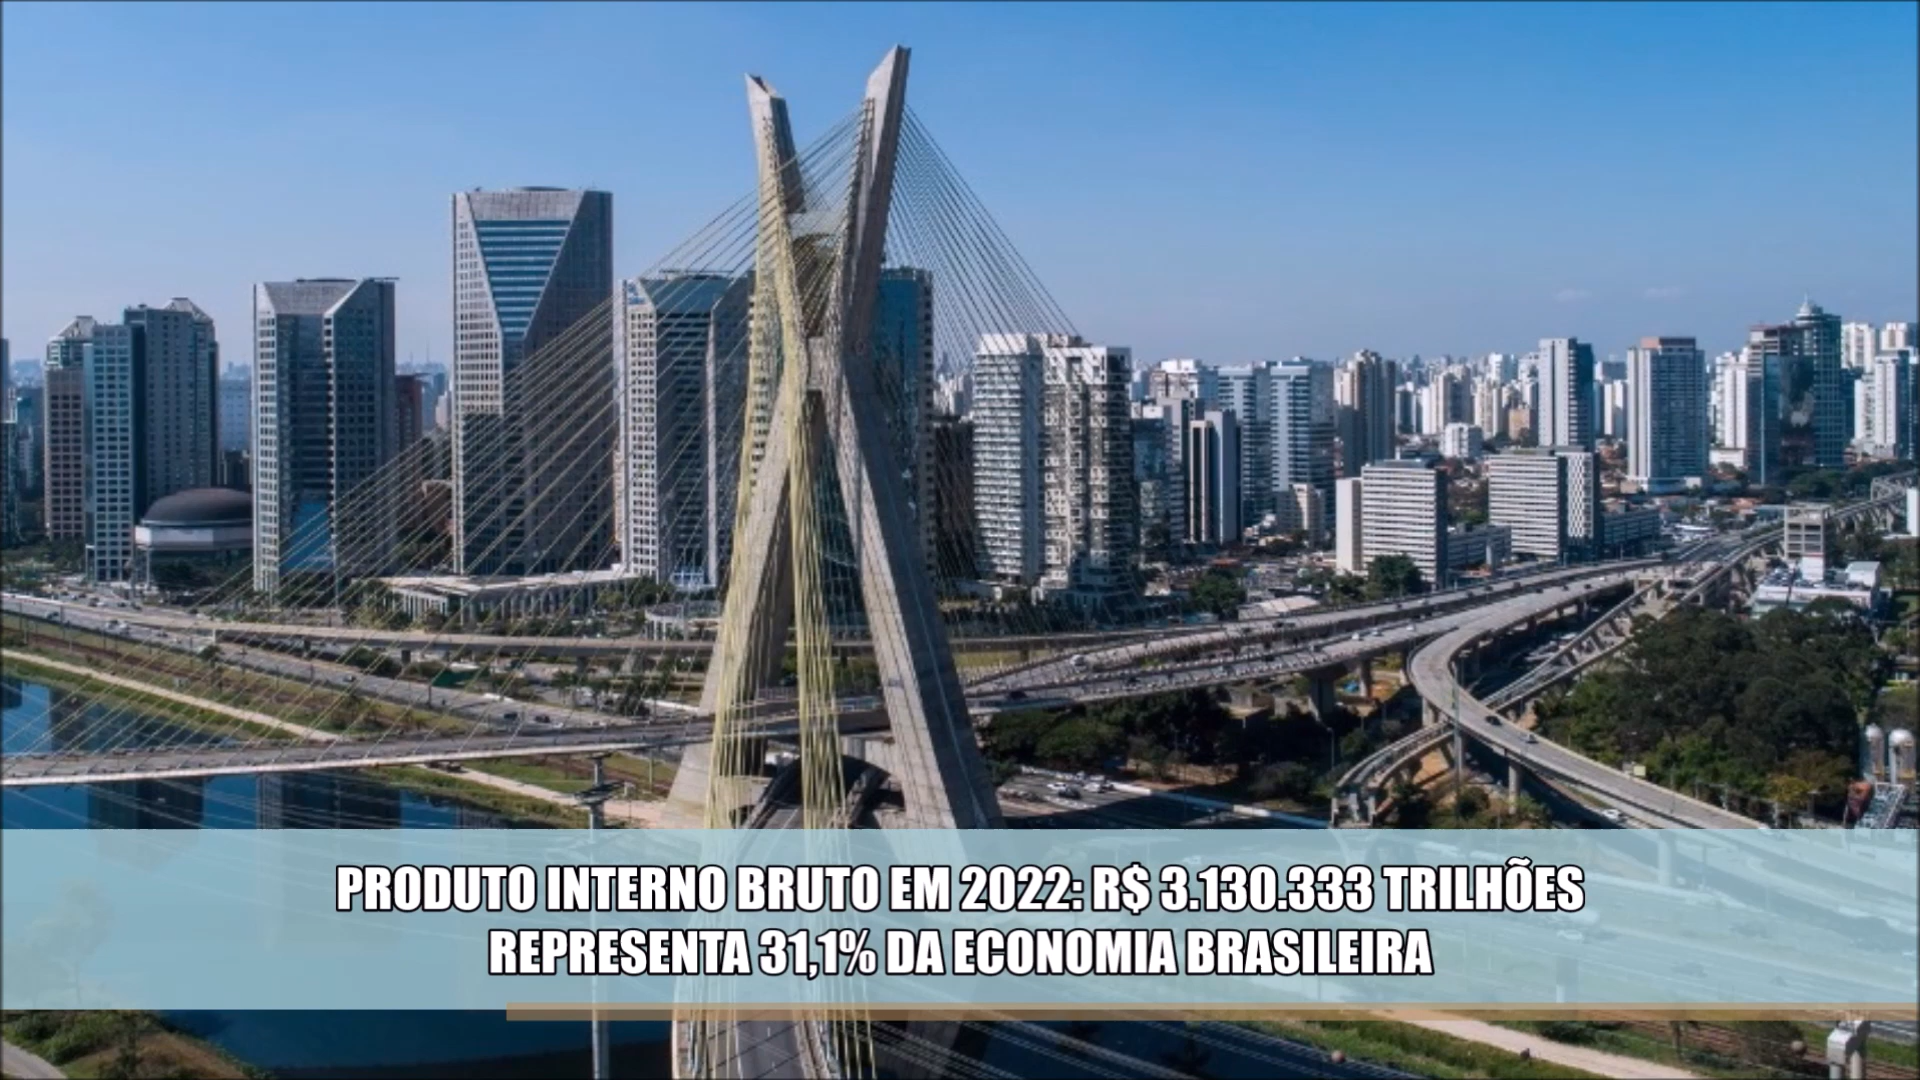 PRODUTO INTERNO BRUTO EM 2022: R$ 3.130.333 TRILHÕES
REPRESENTA 31,1% DA ECONOMIA BRASILEIRA